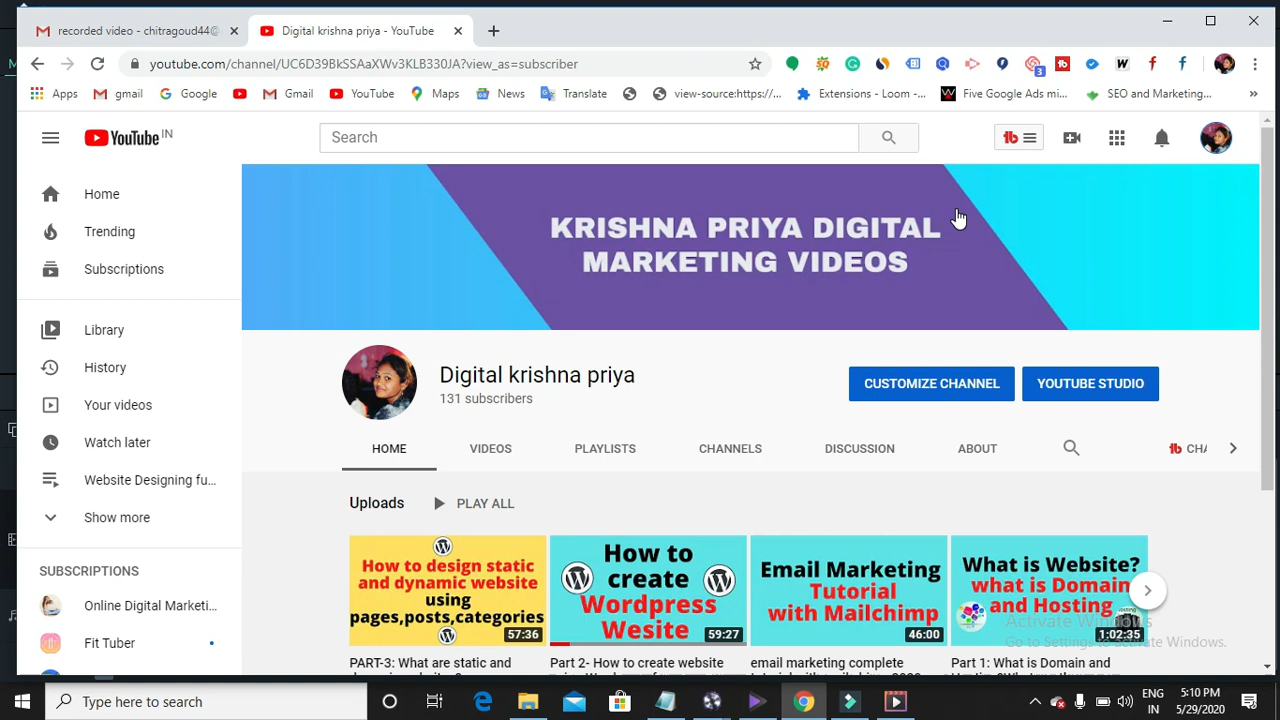 recorded video - chitragoud44@
Digital krishna priya - YouTube
youtube.com/channel/UC6D39BkSSAaXWv3KLB330JA?view_as=subscriber
3
Apps
gmail
Google
Gmail
YouTube
Maps
News
Translate
view-source:https://...
Extensions - Loom -...
Five Google Ads mi...
SEO and Marketing...
YouTube IN
Search
Home
Trending
Subscriptions
Library
History
Your videos
Watch later
Website Designing fu...
Show more
SUBSCRIPTIONS
Online Digital Marketi...
Fit Tuber
KRISHNA PRIYA DIGITAL
MARKETING VIDEOS
Digital krishna priya
131 subscribers
CUSTOMIZE CHANNEL
YOUTUBE STUDIO
HOME
VIDEOS
PLAYLISTS
CHANNELS
DISCUSSION
ABOUT
CHA
Uploads
PLAY ALL
How to design static
and dynamic website
using
pages,posts,categories
57:36
How to
create
Wordpress
Wesite
59:27
Email Marketing
Tutorial
with Mailchimp
46:00
What is Website?
what is Domain
and Hosting
1:02:35
PART-3: What are static and
Part 2- How to create website
email marketing complete
Part 1: What is Domain and
Activate Windows
Go to Settings to activate Windows.
Type here to search
ENG
IN
5:10 PM
5/29/2020